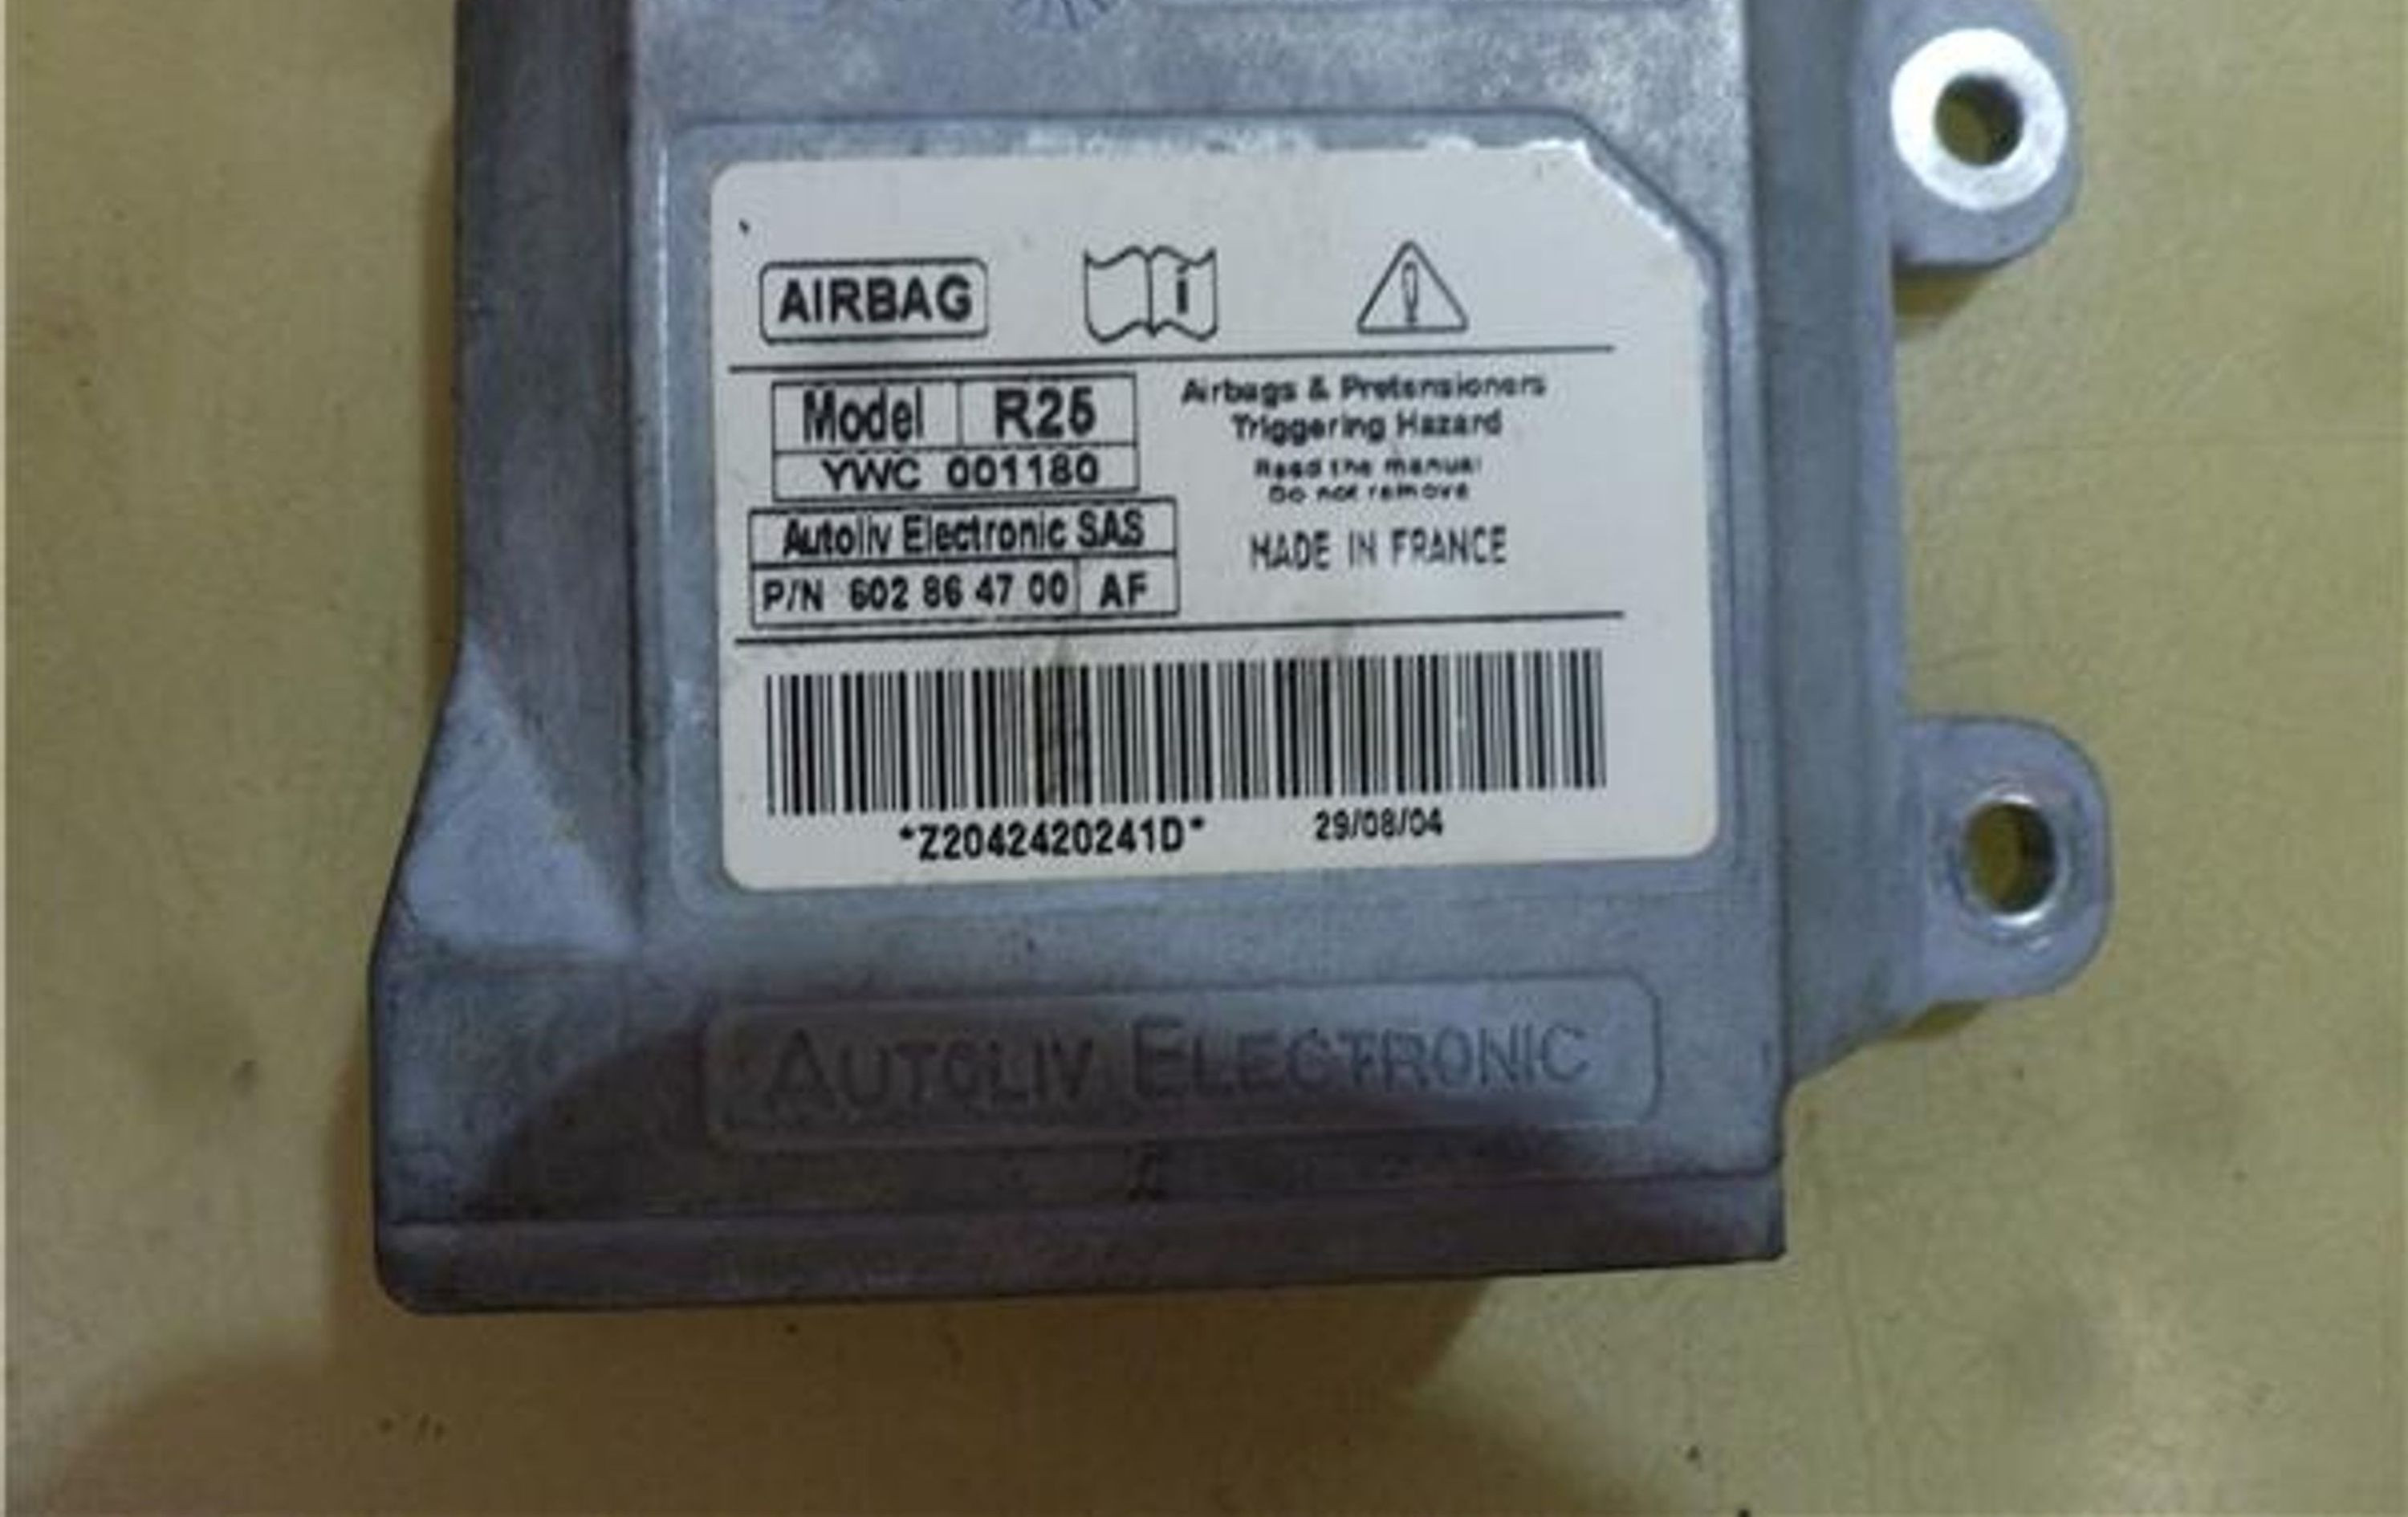 AIRBAG
Model R25
YWC 001180
Autoliv Electronic SAS
P/N 602 86 47 00 AF
Airbags & Pretensioners
Triggering Hazard
Read the manual
Do not remove
MADE IN FRANCE
*Z2042420241D* 29/08/04
AUTOLIV ELECTRONIC